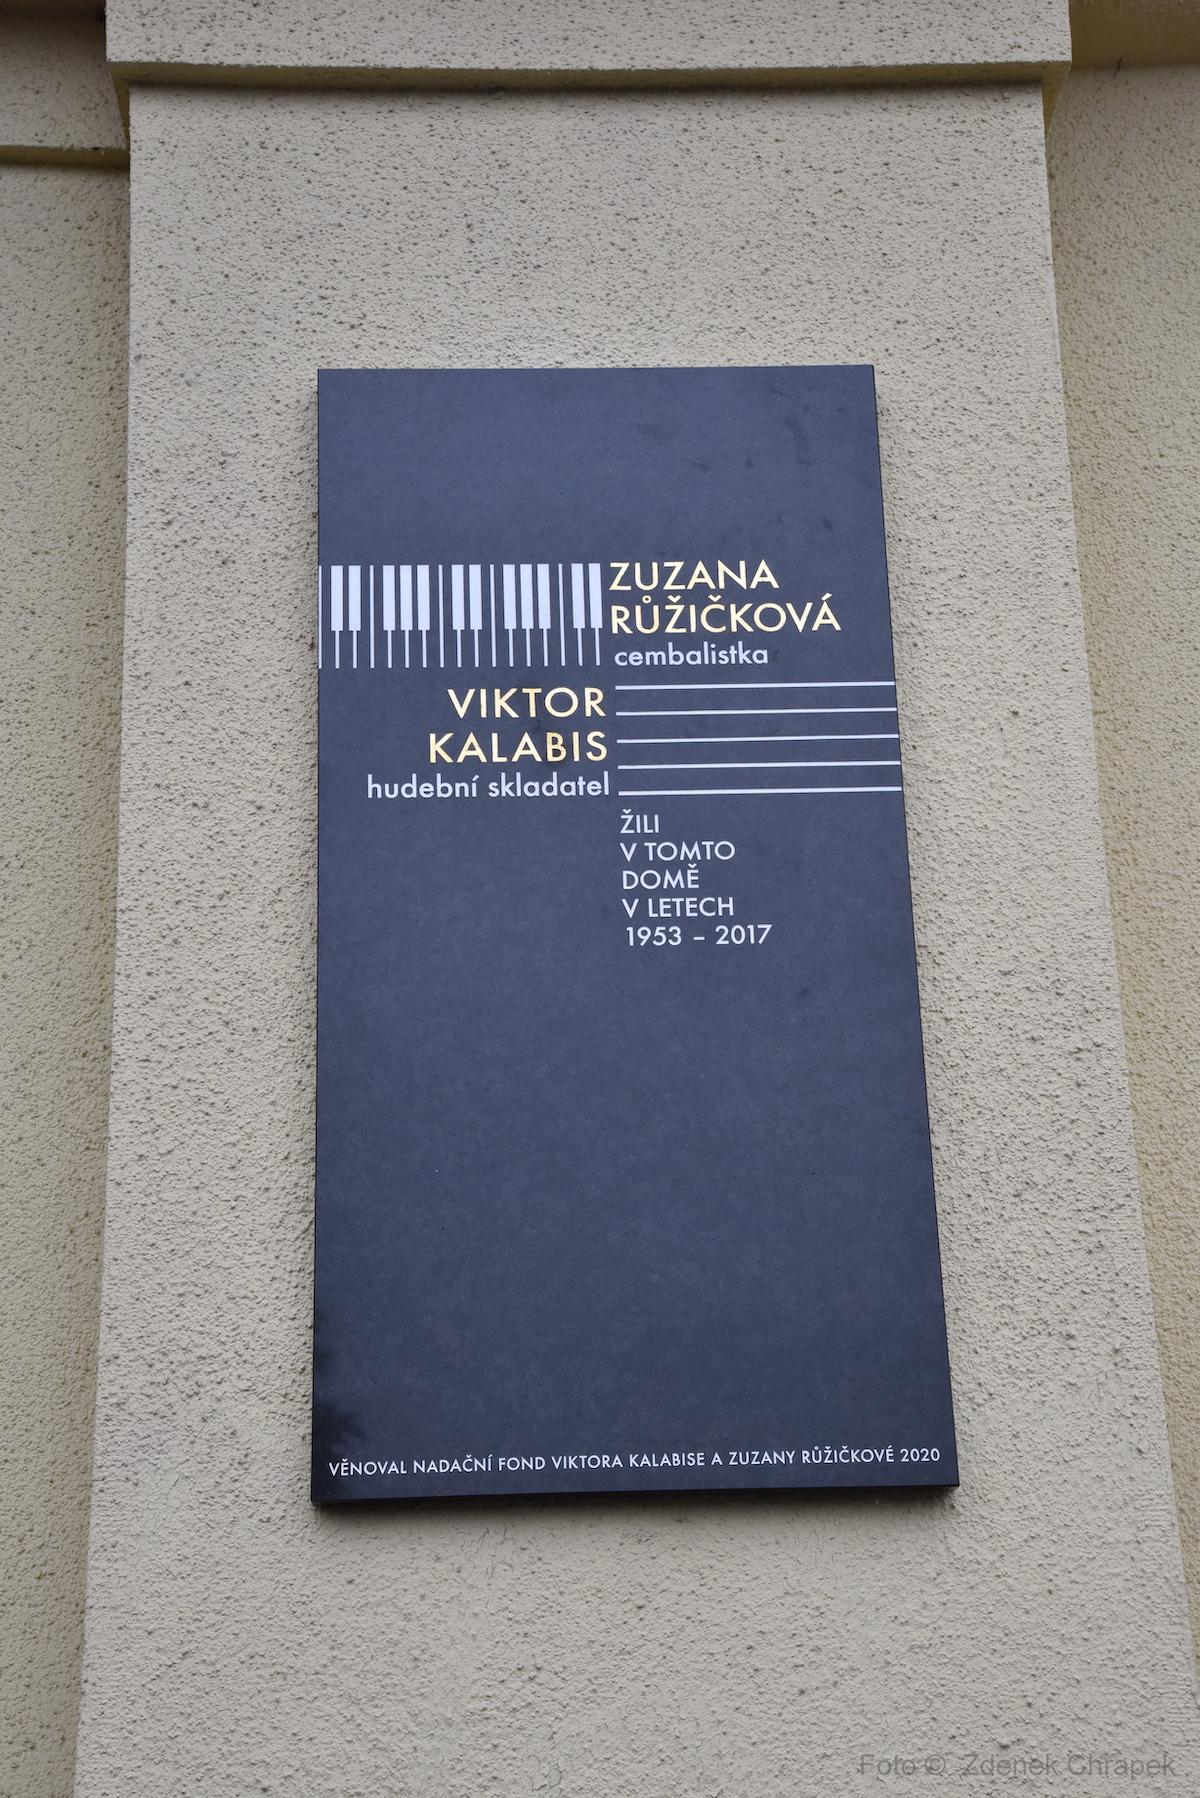 ZUZANA
RŮŽIČKOVÁ
cembalistka
VIKTOR
KALABIS
hudební skladatel
ŽILI
V TOMTO
DOMĚ
V LETECH
1953 – 2017
VĚNOVAL NADAČNÍ FOND VIKTORA KALABISE A ZUZANY RŮŽIČKOVÉ 2020
Foto © Zdenek Chrapek